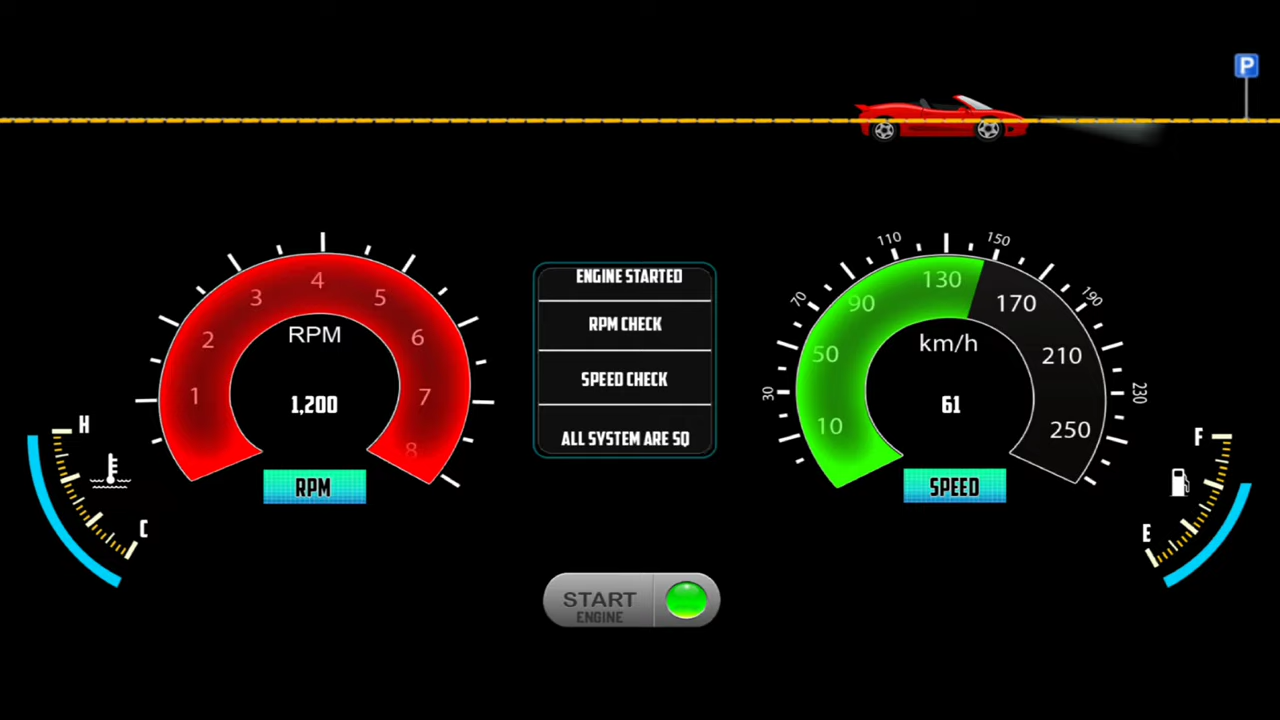 P
110
150
4
130
3
5
90
170
70
190
ENGINE STARTED
RPM CHECK
SPEED CHECK
ALL SYSTEM ARE SQ
2
RPM
6
km/h
50
210
1
1,200
7
30
61
230
H
8
10
250
F
RPM
SPEED
C
E
START
ENGINE